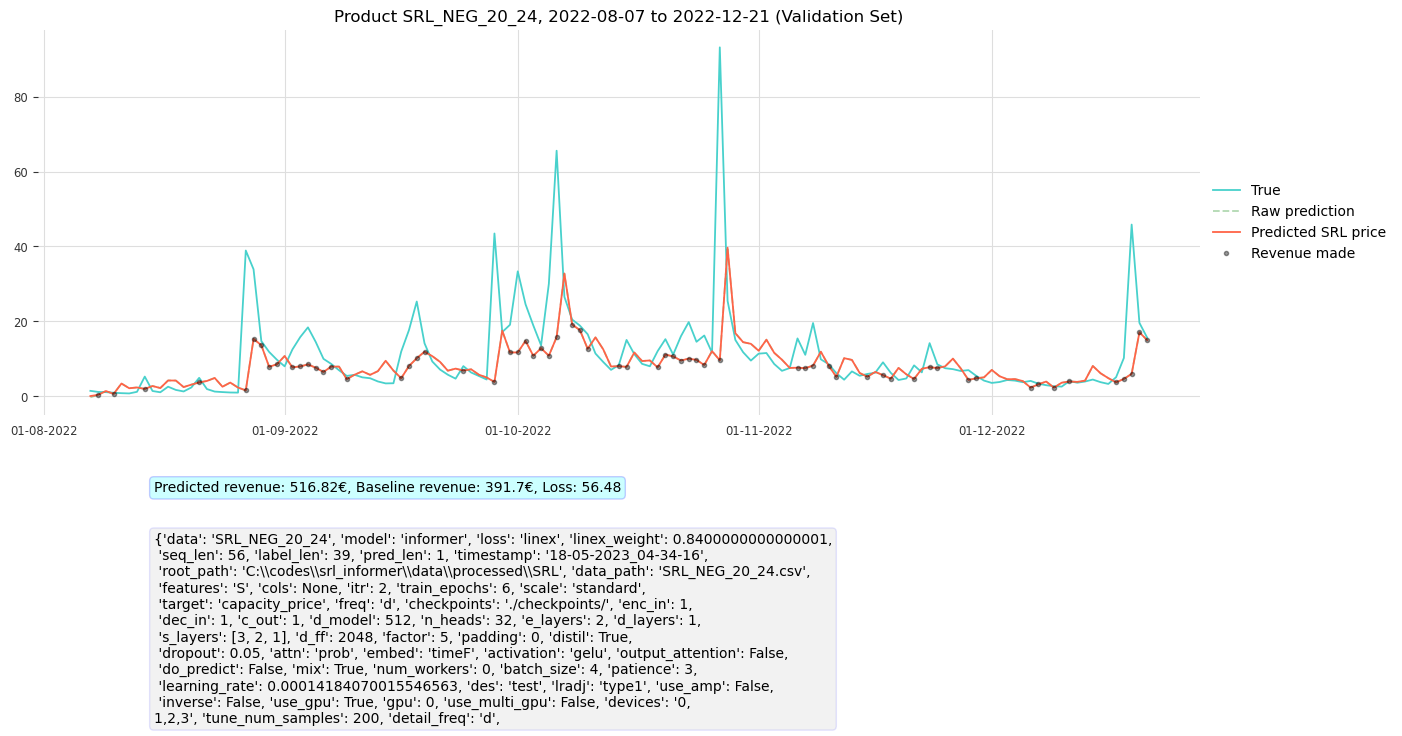 Product SRL_NEG_20_24, 2022-08-07 to 2022-12-21 (Validation Set)
80
60
40
20
0
01-08-2022
01-09-2022
01-10-2022
01-11-2022
01-12-2022
True
Raw prediction
Predicted SRL price
Revenue made
Predicted revenue: 516.82€, Baseline revenue: 391.7€, Loss: 56.48
{'data': 'SRL_NEG_20_24', 'model': 'informer', 'loss': 'linex', 'linex_weight': 0.8400000000000001,
'seq_len': 56, 'label_len': 39, 'pred_len': 1, 'timestamp': '18-05-2023_04-34-16',
'root_path': 'C:\\codes\\srl_informer\\data\\processed\\SRL', 'data_path': 'SRL_NEG_20_24.csv',
'features': 'S', 'cols': None, 'itr': 2, 'train_epochs': 6, 'scale': 'standard',
'target': 'capacity_price', 'freq': 'd', 'checkpoints': './checkpoints/', 'enc_in': 1,
'dec_in': 1, 'c_out': 1, 'd_model': 512, 'n_heads': 32, 'e_layers': 2, 'd_layers': 1,
's_layers': [3, 2, 1], 'd_ff': 2048, 'factor': 5, 'padding': 0, 'distil': True,
'dropout': 0.05, 'attn': 'prob', 'embed': 'timeF', 'activation': 'gelu', 'output_attention': False,
'do_predict': False, 'mix': True, 'num_workers': 0, 'batch_size': 4, 'patience': 3,
'learning_rate': 0.00014184070015546563, 'des': 'test', 'lradj': 'type1', 'use_amp': False,
'inverse': False, 'use_gpu': True, 'gpu': 0, 'use_multi_gpu': False, 'devices': '0,
1,2,3', 'tune_num_samples': 200, 'detail_freq': 'd',